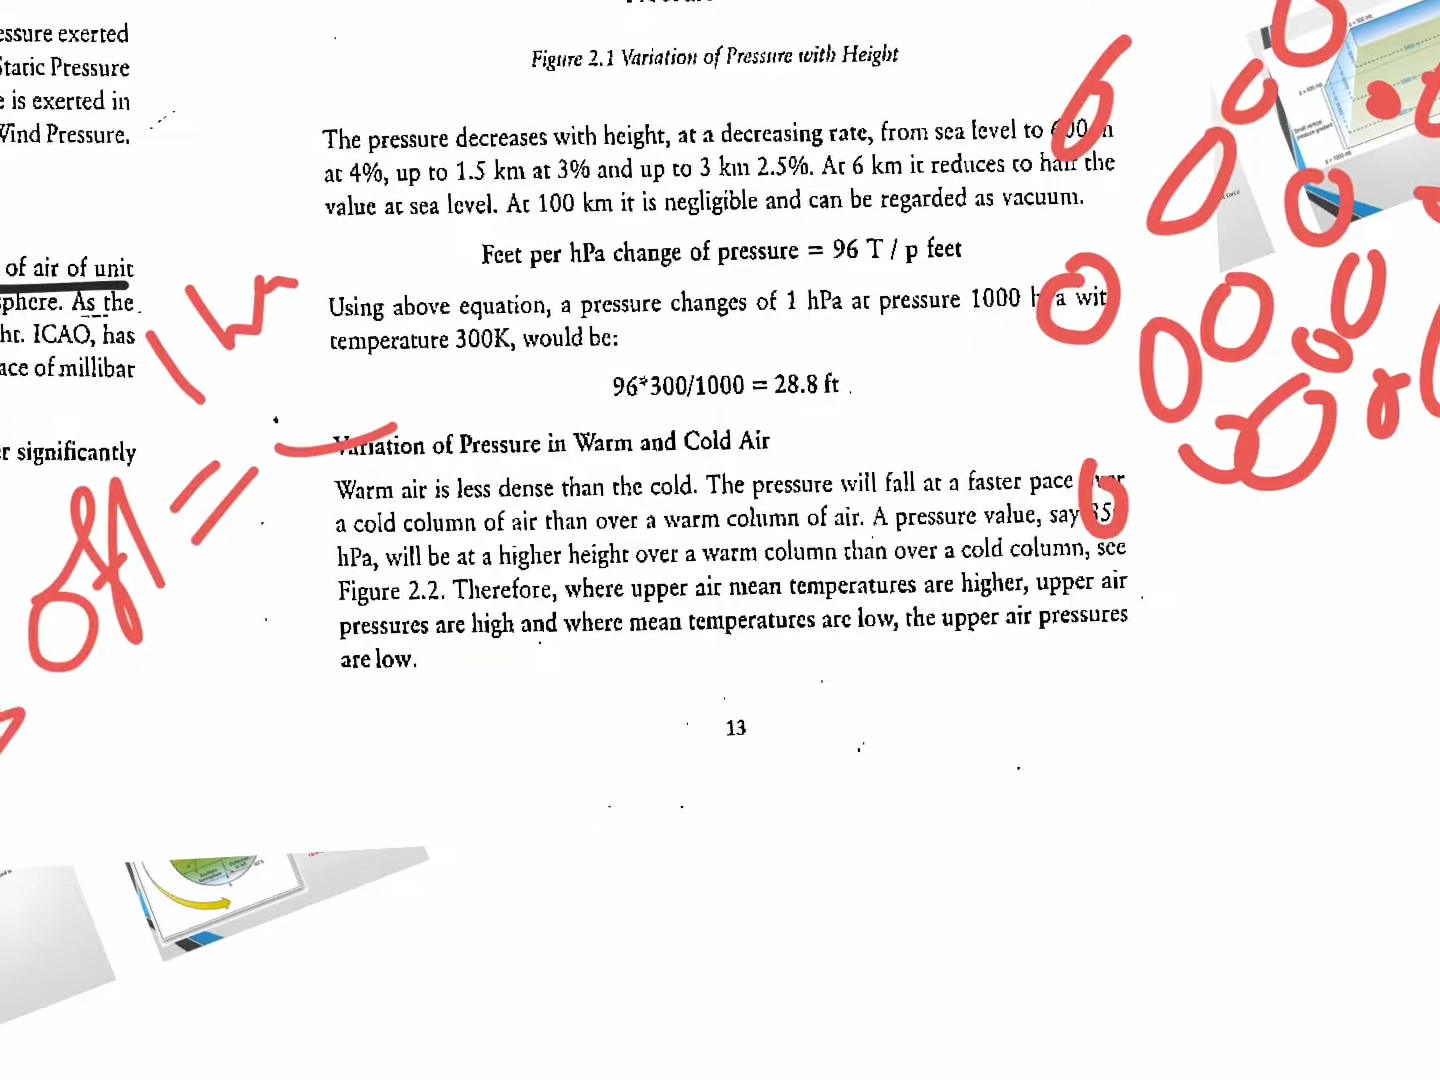 essure exerted
Static Pressure
e is exerted in
Wind Pressure.
of air of unit
sphere. As the
ht. ICAO, has
ace of millibar
r significantly
Figure 2.1 Variation of Pressure with Height
The pressure decreases with height, at a decreasing rate, from sea level to 600 m
at 4%, up to 1.5 km at 3% and up to 3 km 2.5%. At 6 km it reduces to half the
value at sea level. At 100 km it is negligible and can be regarded as vacuum.
Feet per hPa change of pressure = 96 T / p feet
Using above equation, a pressure changes of 1 hPa at pressure 1000 hPa with
temperature 300K, would be:
96*300/1000 = 28.8 ft .
Variation of Pressure in Warm and Cold Air
Warm air is less dense than the cold. The pressure will fall at a faster pace over
a cold column of air than over a warm column of air. A pressure value, say
hPa, will be at a higher height over a warm column than over a cold column, see
Figure 2.2. Therefore, where upper air mean temperatures are higher, upper air
pressures are high and where mean temperatures are low, the upper air pressures
are low.
13